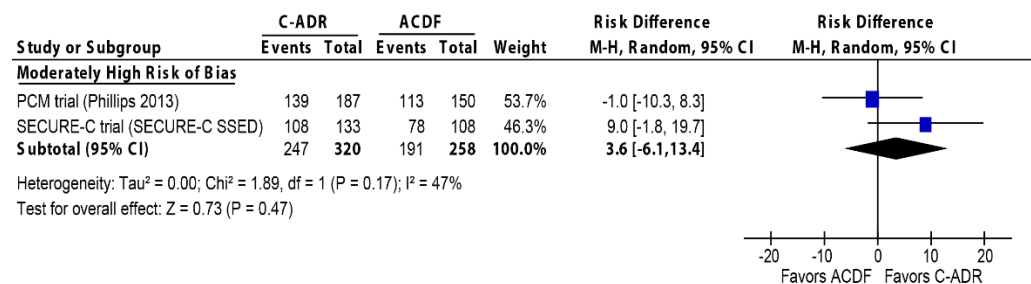 C-ADR ACDF Risk Difference Risk Difference
Study or Subgroup Events Total Events Total Weight M-H, Random, 95% CI M-H, Random, 95% CI
Moderately High Risk of Bias
PCM trial (Phillips 2013) 139 187 113 150 53.7% -1.0 [-10.3, 8.3]
SECURE-C trial (SECURE-C SSED) 108 133 78 108 46.3% 9.0 [-1.8, 19.7]
Subtotal (95% CI) 247 320 191 258 100.0% 3.6 [-6.1,13.4]
Heterogeneity: Tau² = 0.00; Chi² = 1.89, df = 1 (P = 0.17); I² = 47%
Test for overall effect: Z = 0.73 (P = 0.47)
-20 -10 0 10 20
Favors ACDF Favors C-ADR